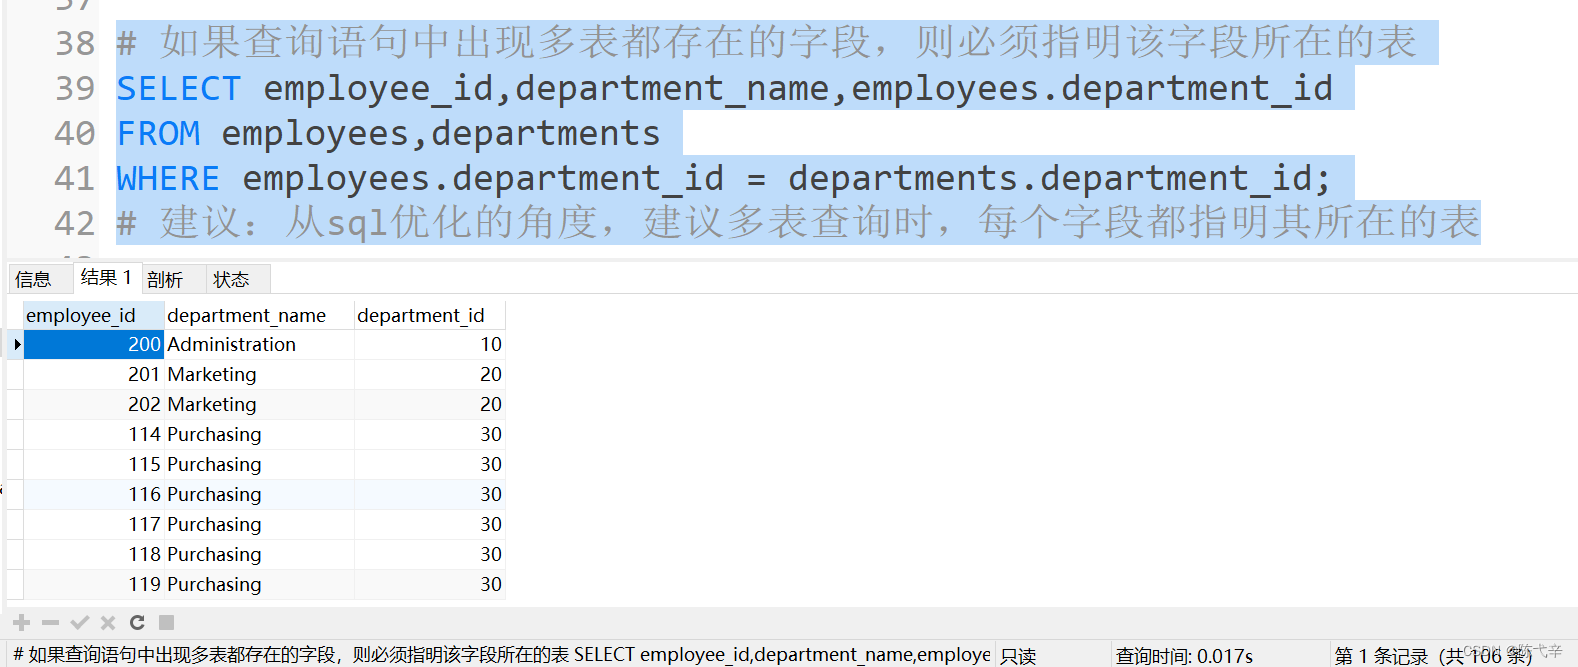 37
38 # 如果查询语句中出现多表都存在的字段，则必须指明该字段所在的表
39 SELECT employee_id,department_name,employees.department_id
40 FROM employees,departments
41 WHERE employees.department_id = departments.department_id;
42 # 建议：从sql优化的角度，建议多表查询时，每个字段都指明其所在的表
信息 结果 1 剖析 状态
employee_id department_name department_id
200 Administration 10
201 Marketing 20
202 Marketing 20
114 Purchasing 30
115 Purchasing 30
116 Purchasing 30
117 Purchasing 30
118 Purchasing 30
119 Purchasing 30
# 如果查询语句中出现多表都存在的字段，则必须指明该字段所在的表 SELECT employee_id,department_name,employe 只读 查询时间: 0.017s 第 1 条记录（共 106 条）
CSDN @陈弋辛